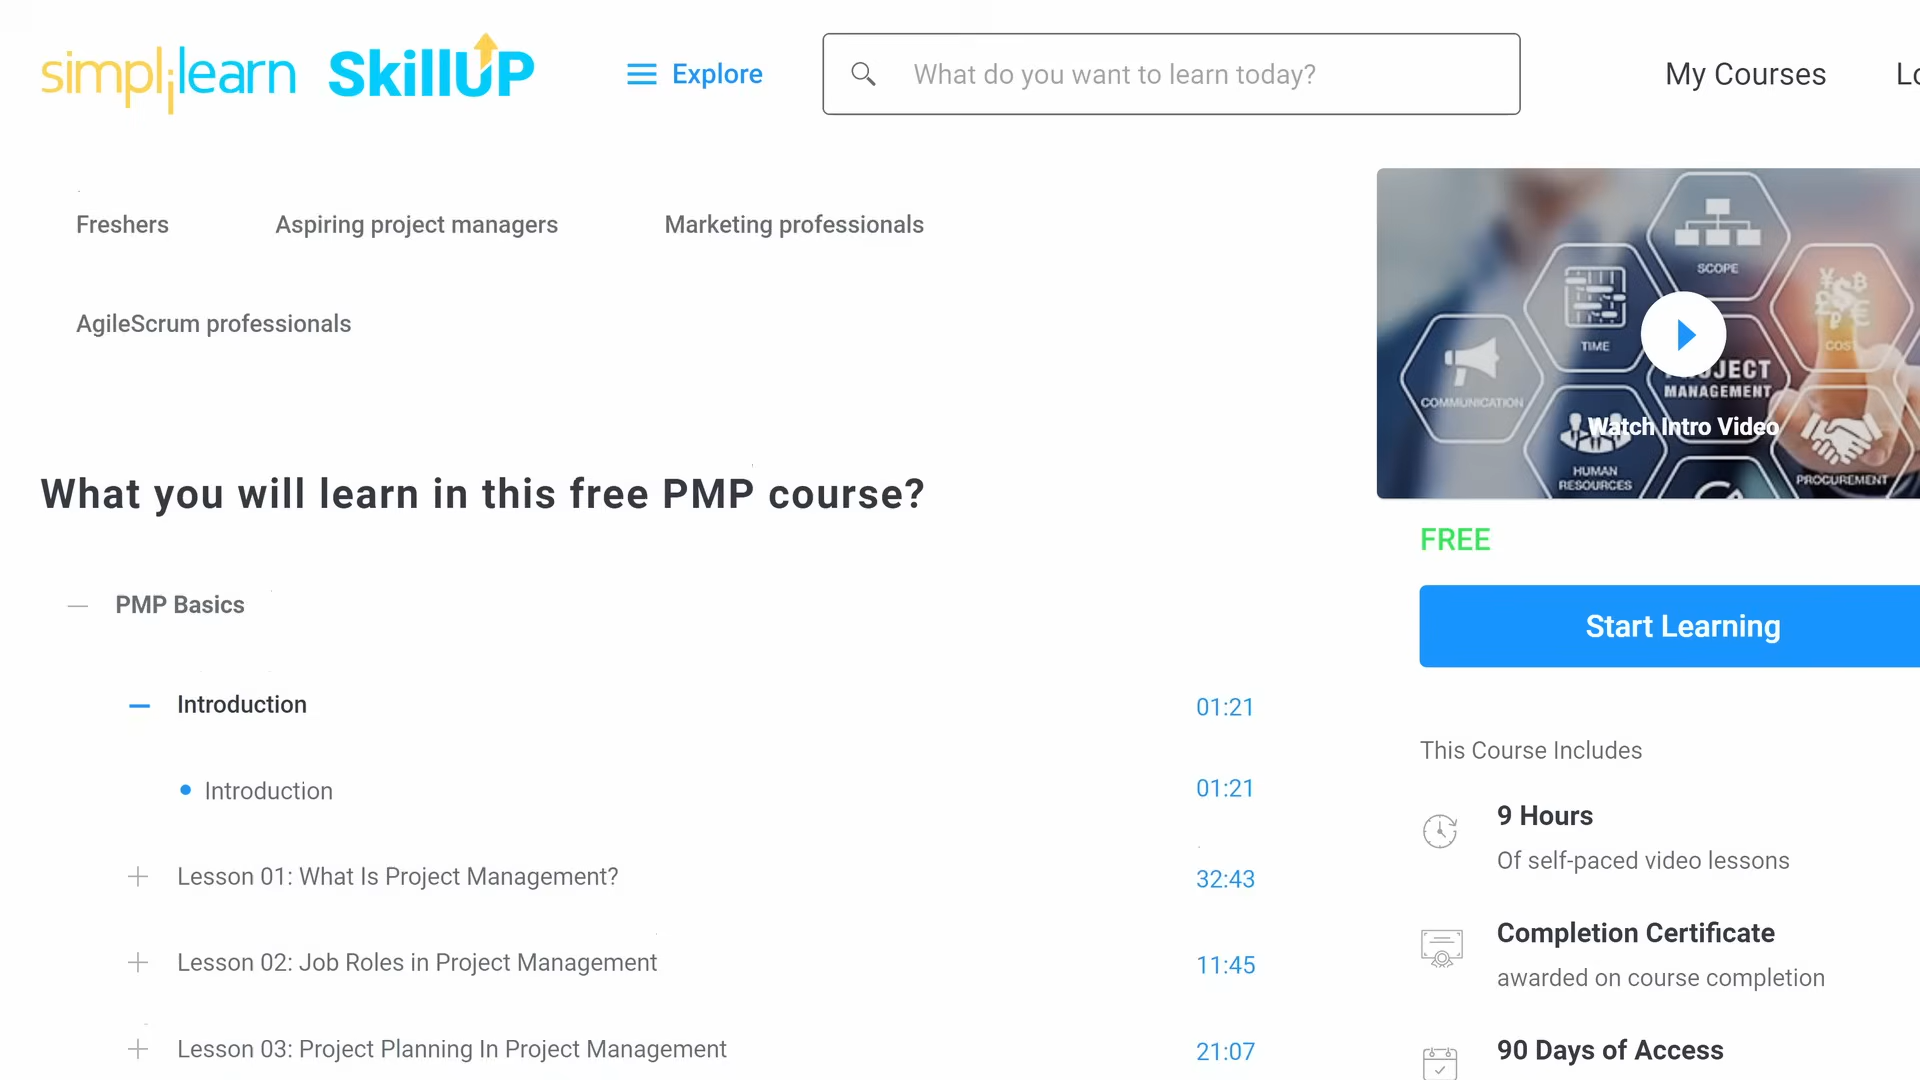 simplilearn SkillUP
Explore
What do you want to learn today?
My Courses
Freshers
Aspiring project managers
Marketing professionals
AgileScrum professionals
SCOPE
TIME
COST
COMMUNICATION
MANAGEMENT
Watch Intro Video
HUMAN
RESOURCES
PROCUREMENT
What you will learn in this free PMP course?
FREE
PMP Basics
Start Learning
Introduction 01:21
Introduction 01:21
Lesson 01: What Is Project Management? 32:43
Lesson 02: Job Roles in Project Management 11:45
Lesson 03: Project Planning In Project Management 21:07
This Course Includes
9 Hours
Of self-paced video lessons
Completion Certificate
awarded on course completion
90 Days of Access